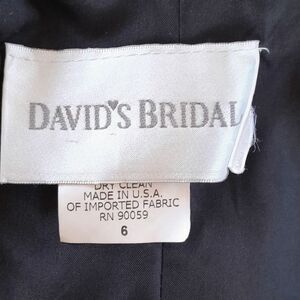 DAVID'S BRIDAL
DRY CLEAN
MADE IN U.S.A.
OF IMPORTED FABRIC
RN 90059
6